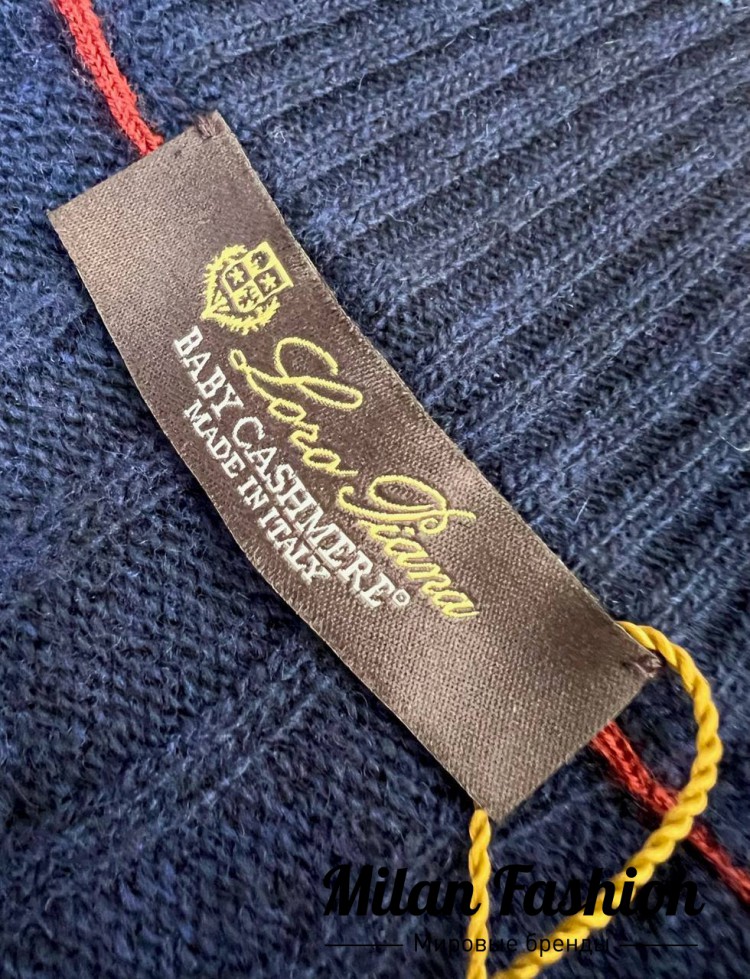 Loro Piana
BABY CASHMERE®
MADE IN ITALY
Milan Fashion
Мировые бренды